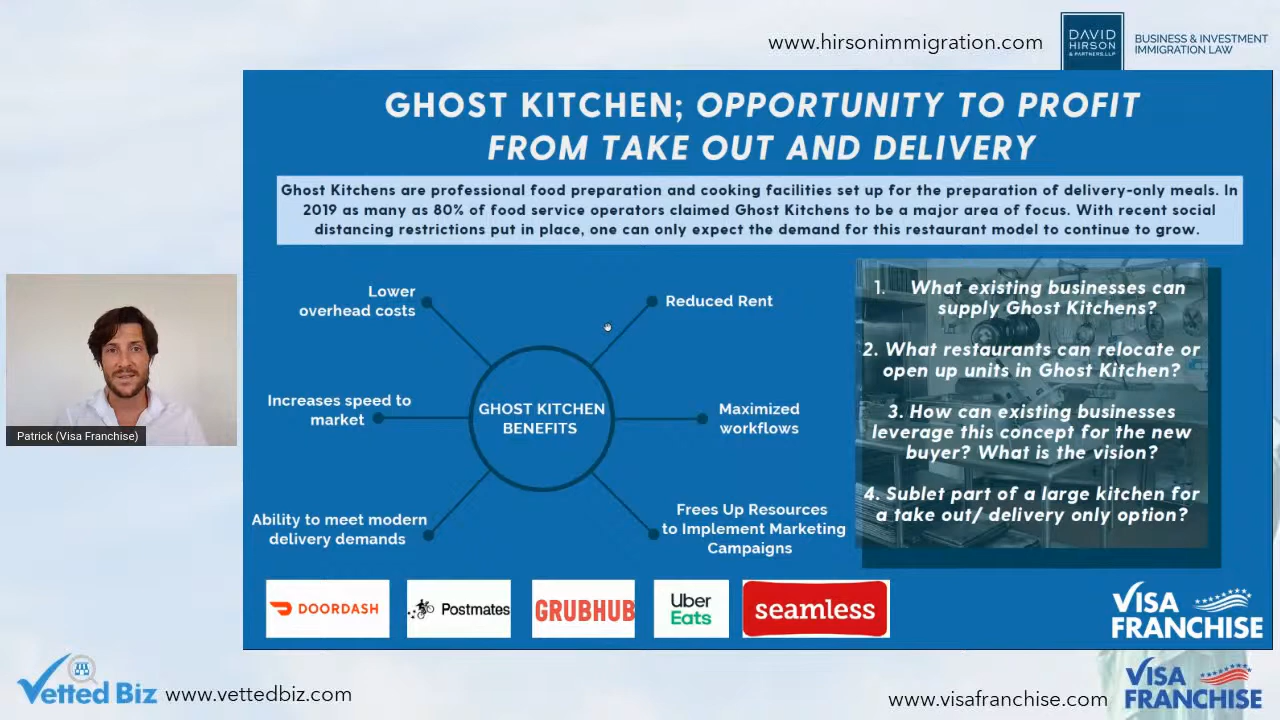 www.hirsonimmigration.com
DAVID
HIRSON
& PARTNERS, LLP
BUSINESS & INVESTMENT
IMMIGRATION LAW
GHOST KITCHEN; OPPORTUNITY TO PROFIT
FROM TAKE OUT AND DELIVERY
Ghost Kitchens are professional food preparation and cooking facilities set up for the preparation of delivery-only meals. In
2019 as many as 80% of food service operators claimed Ghost Kitchens to be a major area of focus. With recent social
distancing restrictions put in place, one can only expect the demand for this restaurant model to continue to grow.
Lower
overhead costs
Reduced Rent
Increases speed to
market
GHOST KITCHEN
BENEFITS
Maximized
workflows
Ability to meet modern
delivery demands
Frees Up Resources
to Implement Marketing
Campaigns
1. What existing businesses can
supply Ghost Kitchens?
2. What restaurants can relocate or
open up units in Ghost Kitchen?
3. How can existing businesses
leverage this concept for the new
buyer? What is the vision?
4. Sublet part of a large kitchen for
a take out/ delivery only option?
Patrick (Visa Franchise)
DOORDASH
Postmates
GRUBHUB
Uber
Eats
seamless
VISA
FRANCHISE
Vetted Biz
www.vettedbiz.com
www.visafranchise.com
VISA
FRANCHISE